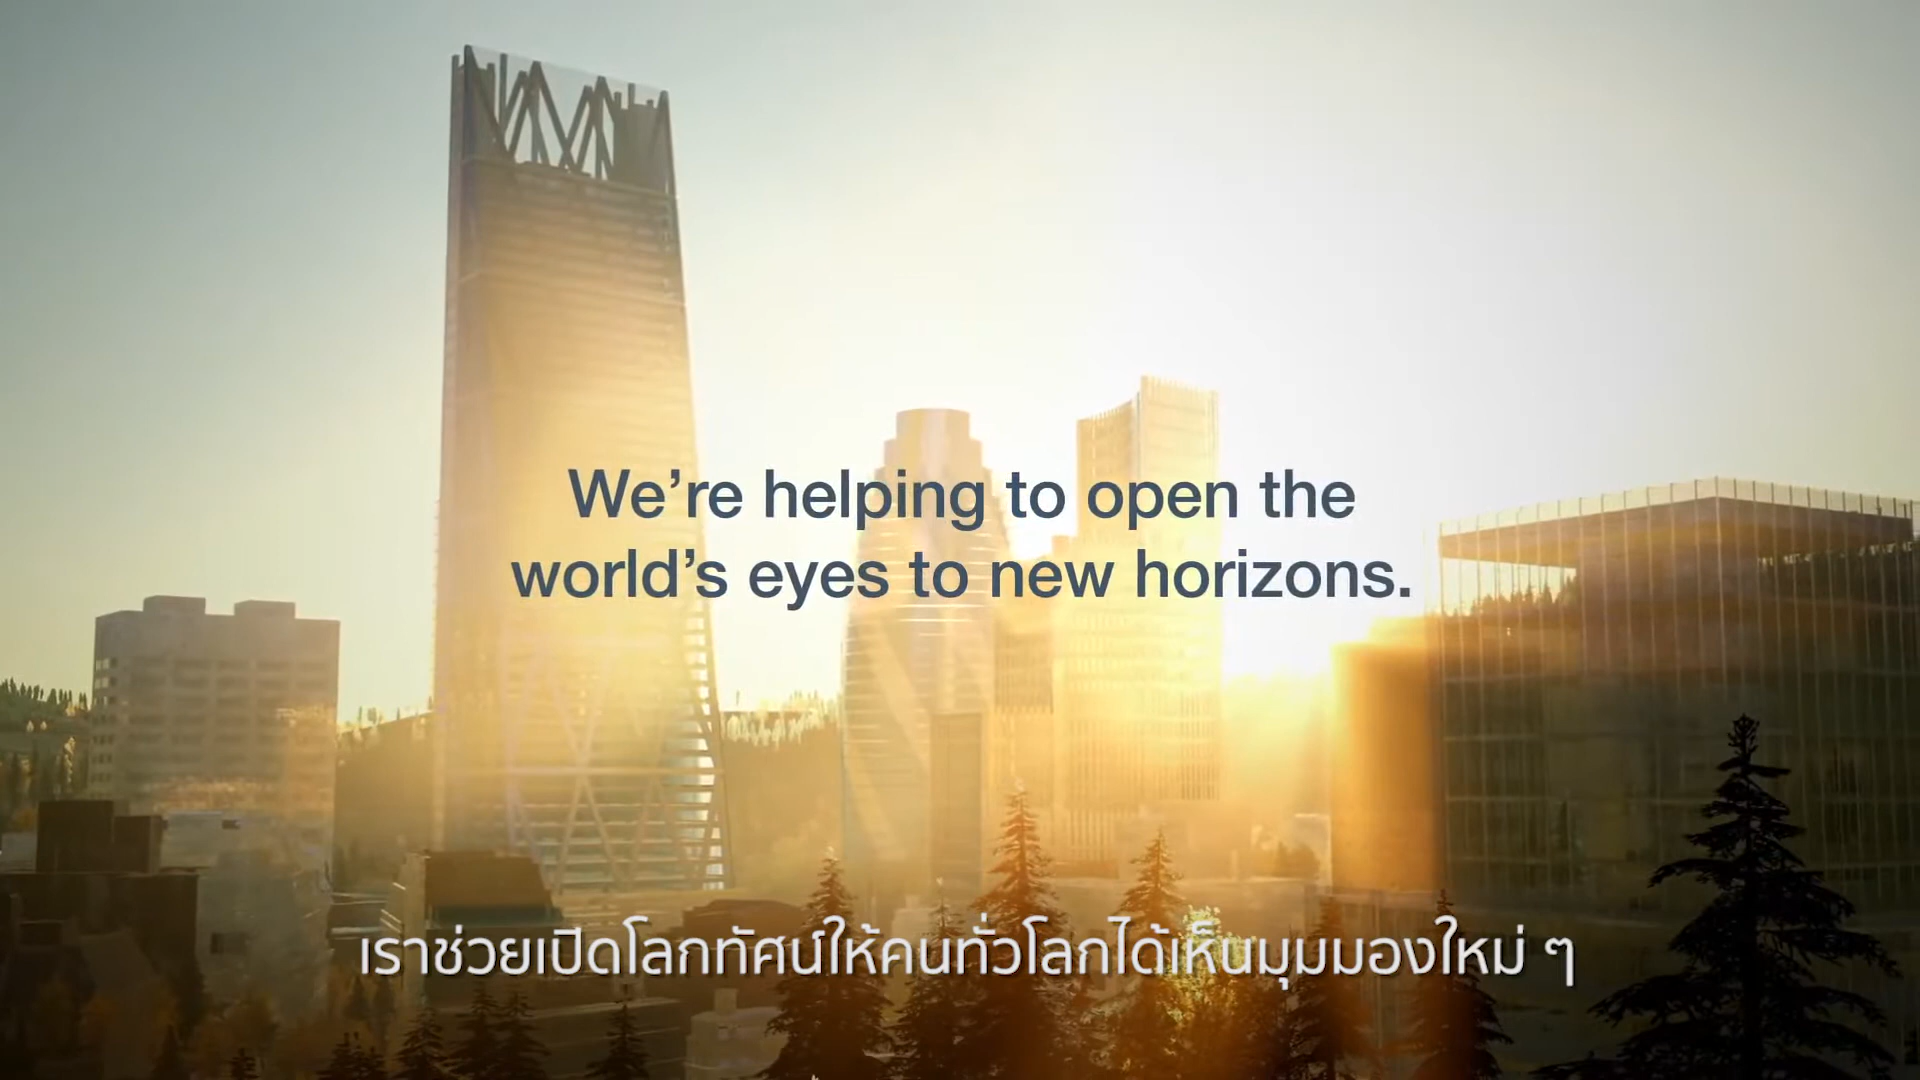 We’re helping to open the
world’s eyes to new horizons.
เราช่วยเปิดโลกทัศน์ให้คนทั่วโลกได้เห็นมุมมองใหม่ ๆ